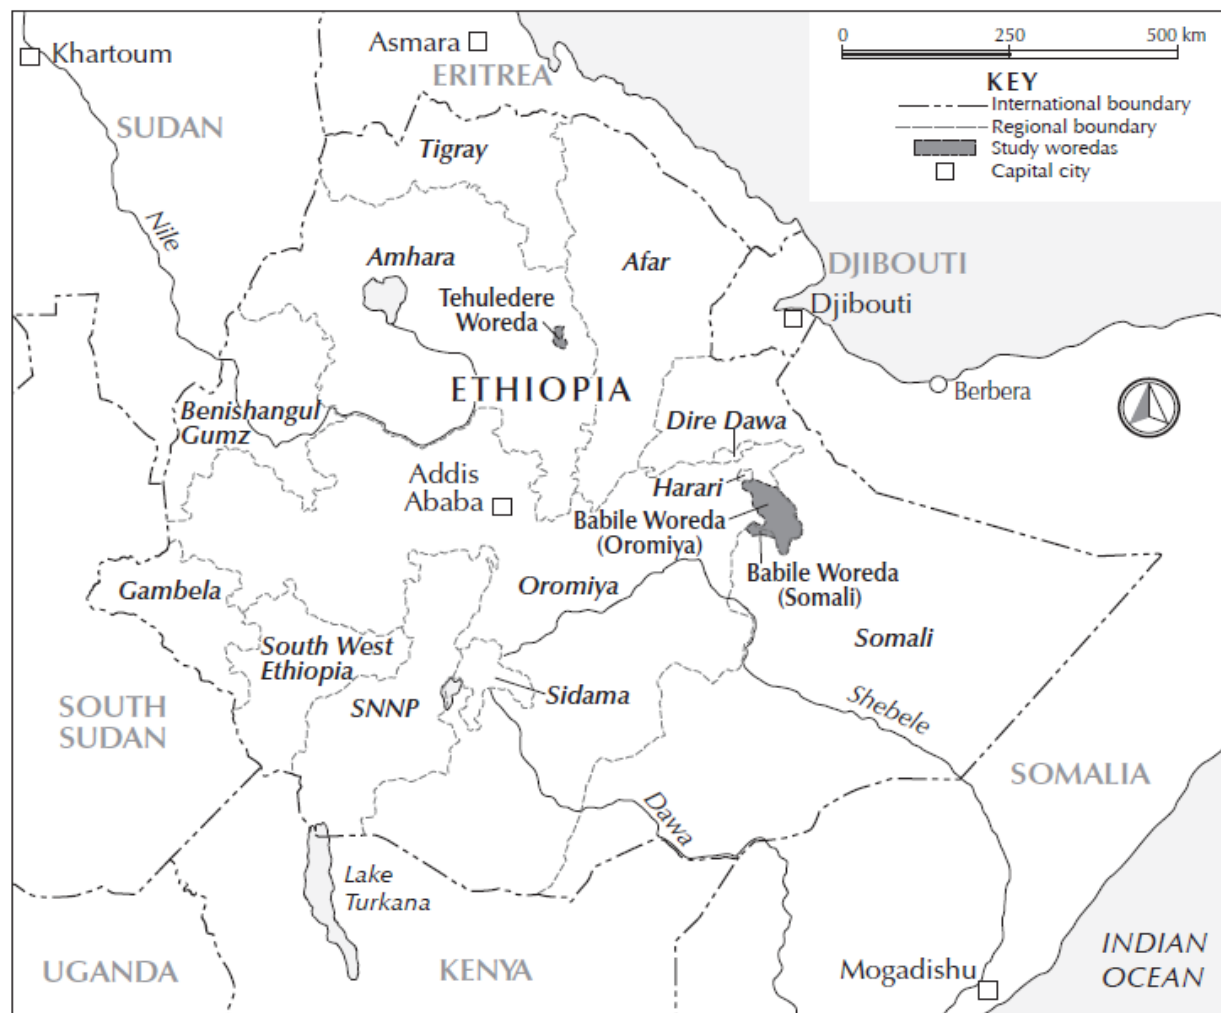 Khartoum
Asmara
ERITREA
SUDAN
0 250 500 km
KEY
International boundary
Regional boundary
Study woredas
Capital city
Tigray
Nile
Amhara
Afar
Tehuledere
Woreda
DJIBOUTI
Djibouti
ETHIOPIA
Berbera
Benishangul
Gumz
Dire Dawa
Addis
Ababa
Harari
Babile Woreda
(Oromiya)
Babile Woreda
(Somali)
Gambela
Oromiya
South West
Ethiopia
Somali
SNNP
Sidama
Shebele
SOUTH
SUDAN
SOMALIA
Dawa
Lake
Turkana
UGANDA
KENYA
Mogadishu
INDIAN
OCEAN